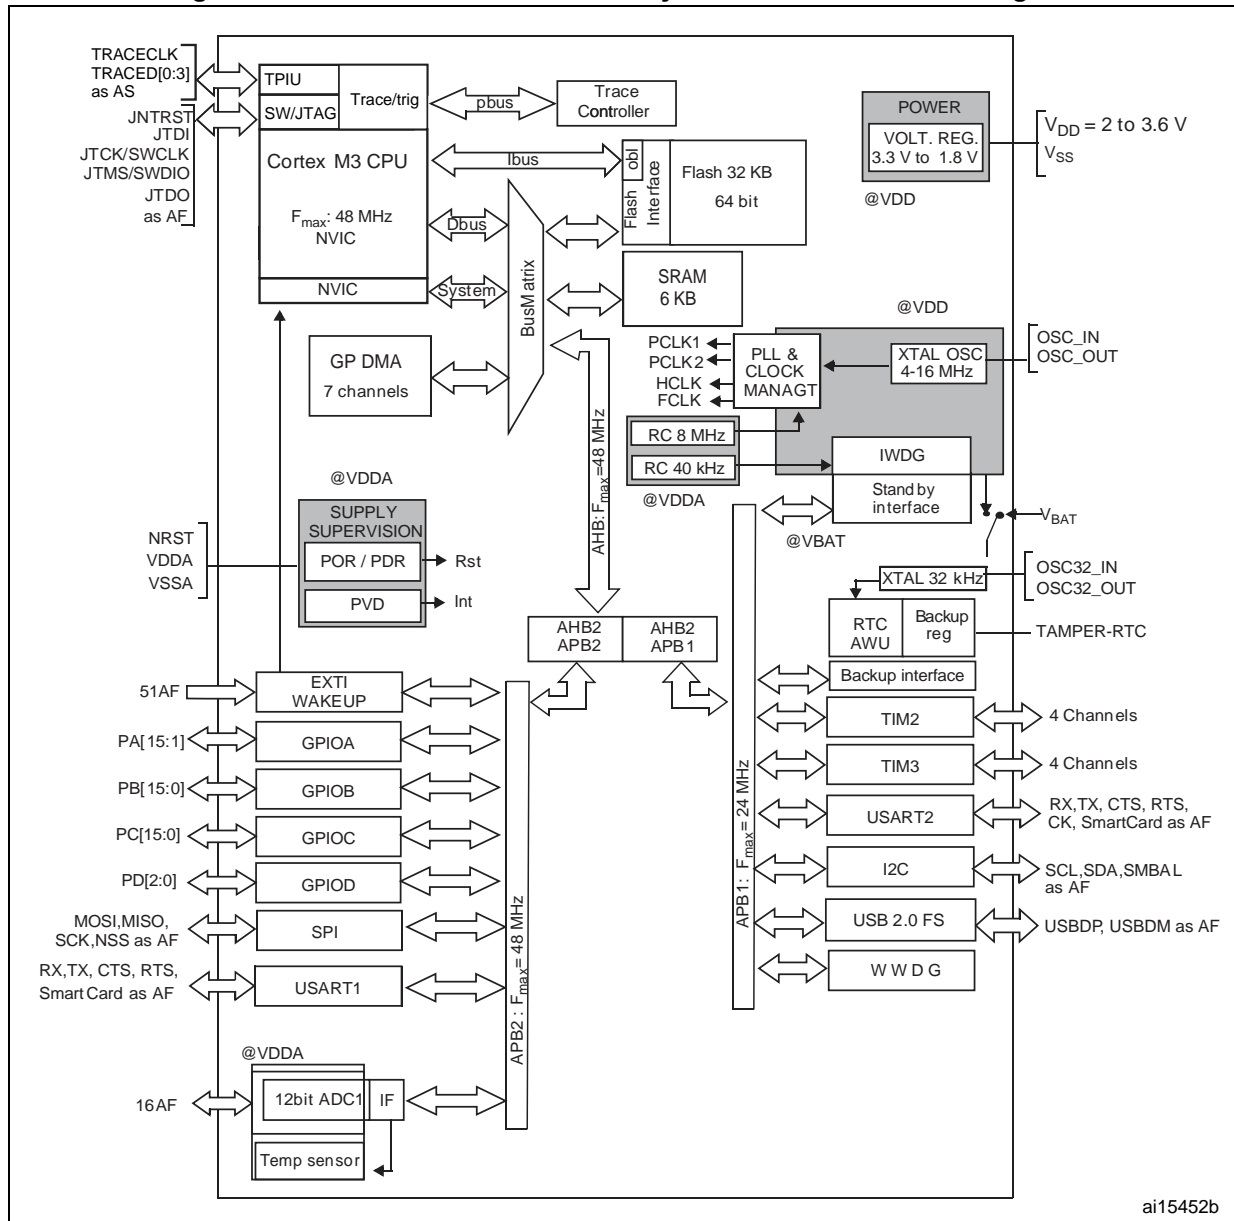 TRACECLK
TRACED[0:3]
as AS
JNTRST
JTDI
JTCK/SWCLK
JTMS/SWDIO
JTDO
as AF
TPIU
SW/JTAG
Trace/trig
Cortex M3 CPU
Fmax: 48 MHz
NVIC
NVIC
pbus
Trace
Controller
Ibus
Dbus
System
BusMatrix
Flash obl
Interface
Flash 32 KB
64 bit
SRAM
6 KB
POWER
VOLT. REG.
3.3 V to 1.8 V
@VDD
VDD = 2 to 3.6 V
VSS
GP DMA
7 channels
@VDD
PCLK1
PCLK2
HCLK
FCLK
PLL &
CLOCK
MANAGT
XTAL OSC
4-16 MHz
OSC_IN
OSC_OUT
RC 8 MHz
RC 40 kHz
@VDDA
IWDG
Stand by
interface
@VBAT
VBAT
AHB: Fmax=48 MHz
@VDDA
SUPPLY
SUPERVISION
POR / PDR
PVD
Rst
Int
NRST
VDDA
VSSA
XTAL 32 kHz
OSC32_IN
OSC32_OUT
RTC
AWU
Backup
reg
TAMPER-RTC
Backup interface
AHB2
APB2
AHB2
APB1
51AF
EXTI
WAKEUP
PA[15:1]
GPIOA
PB[15:0]
GPIOB
PC[15:0]
GPIOC
PD[2:0]
GPIOD
MOSI,MISO,
SCK,NSS as AF
SPI
RX,TX, CTS, RTS,
SmartCard as AF
USART1
APB2 : Fmax= 48 MHz
APB1 : Fmax= 24 MHz
TIM2
4 Channels
TIM3
4 Channels
USART2
RX,TX, CTS, RTS,
CK, SmartCard as AF
I2C
SCL,SDA,SMBAL
as AF
USB 2.0 FS
USBDP, USBDM as AF
WWDG
@VDDA
16AF
12bit ADC1
IF
Temp sensor
ai15452b